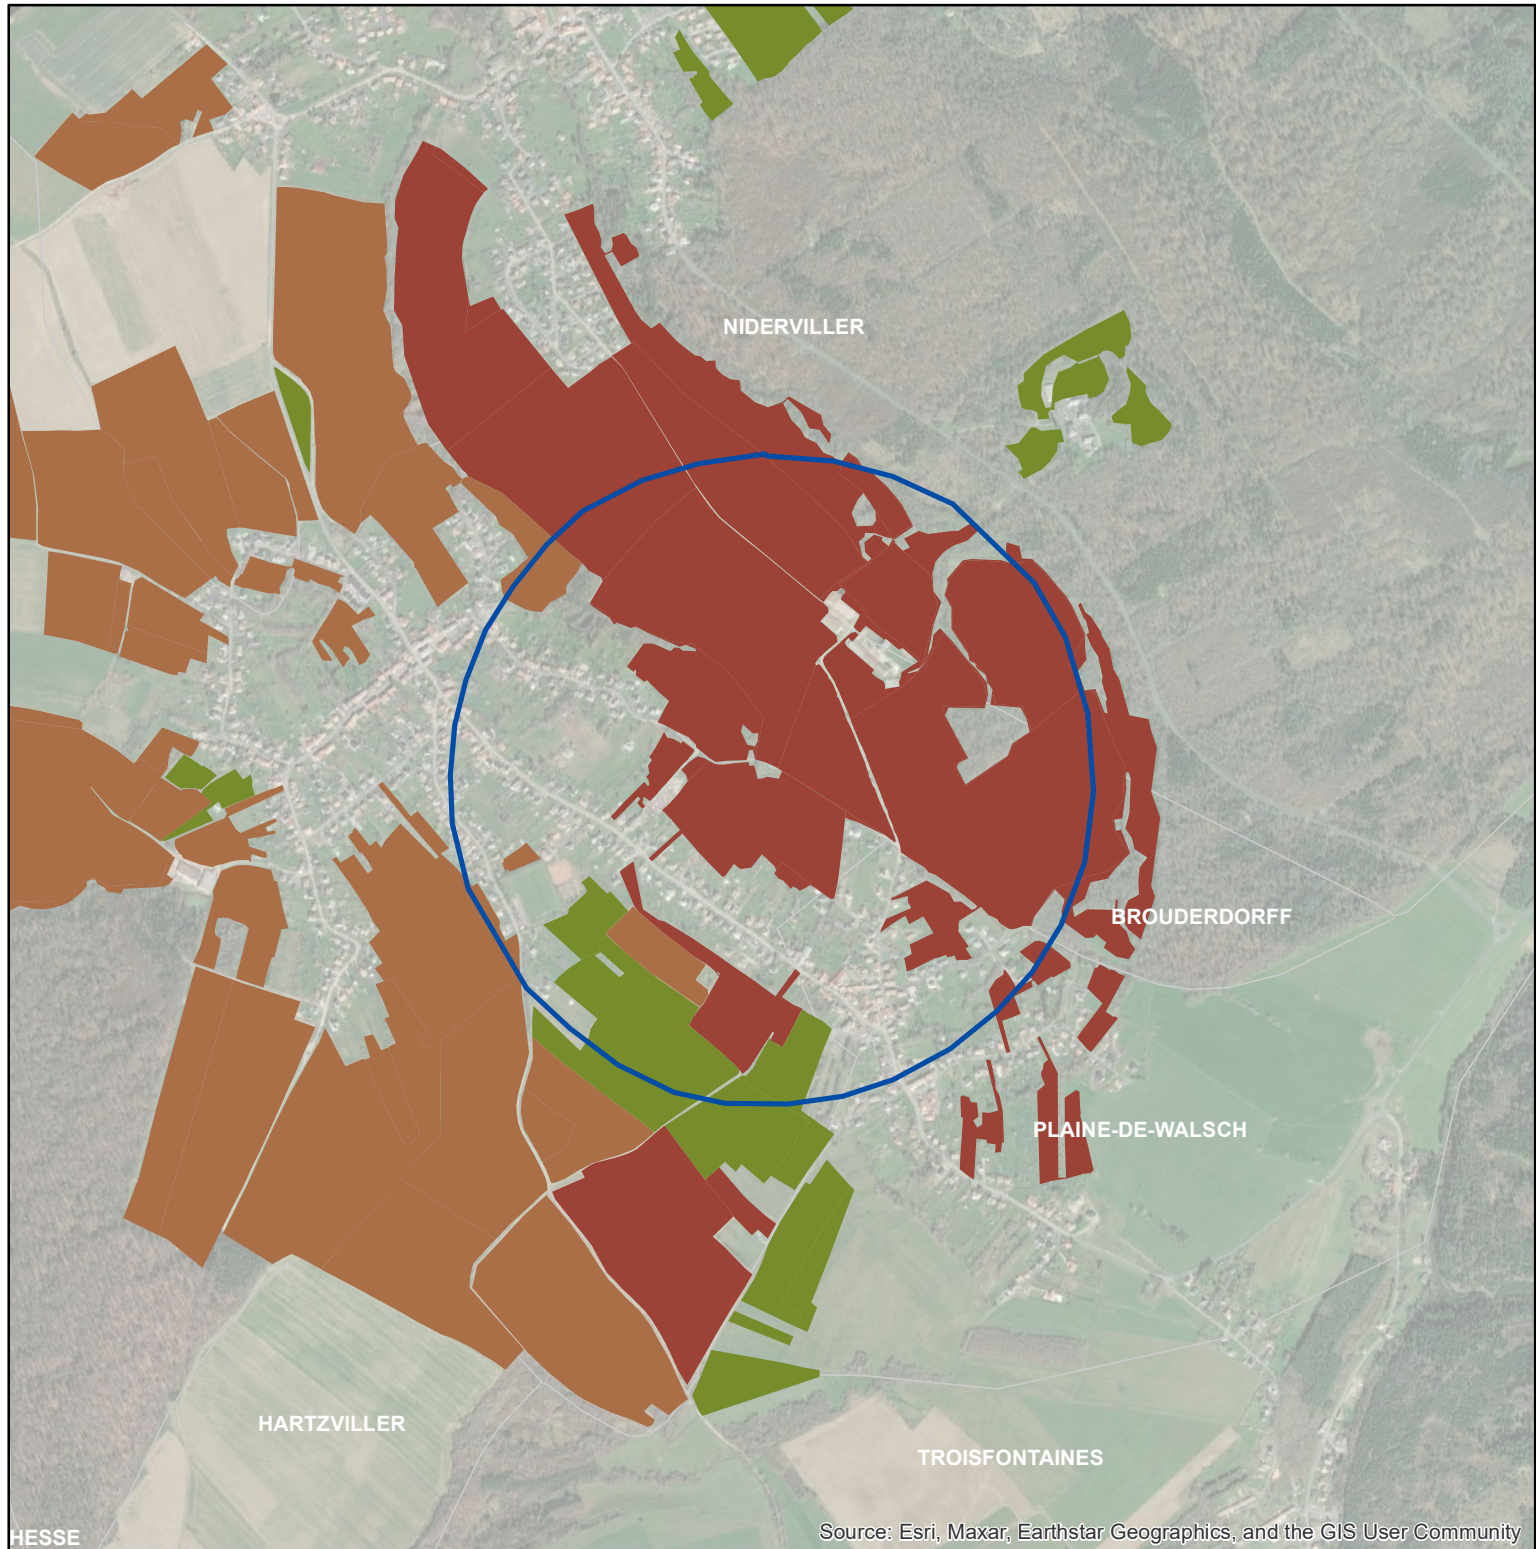 NIDERVILLER
BROUDERDORFF
PLAINE-DE-WALSCH
HARTZVILLER
TROISFONTAINES
HESSE
Source: Esri, Maxar, Earthstar Geographics, and the GIS User Community